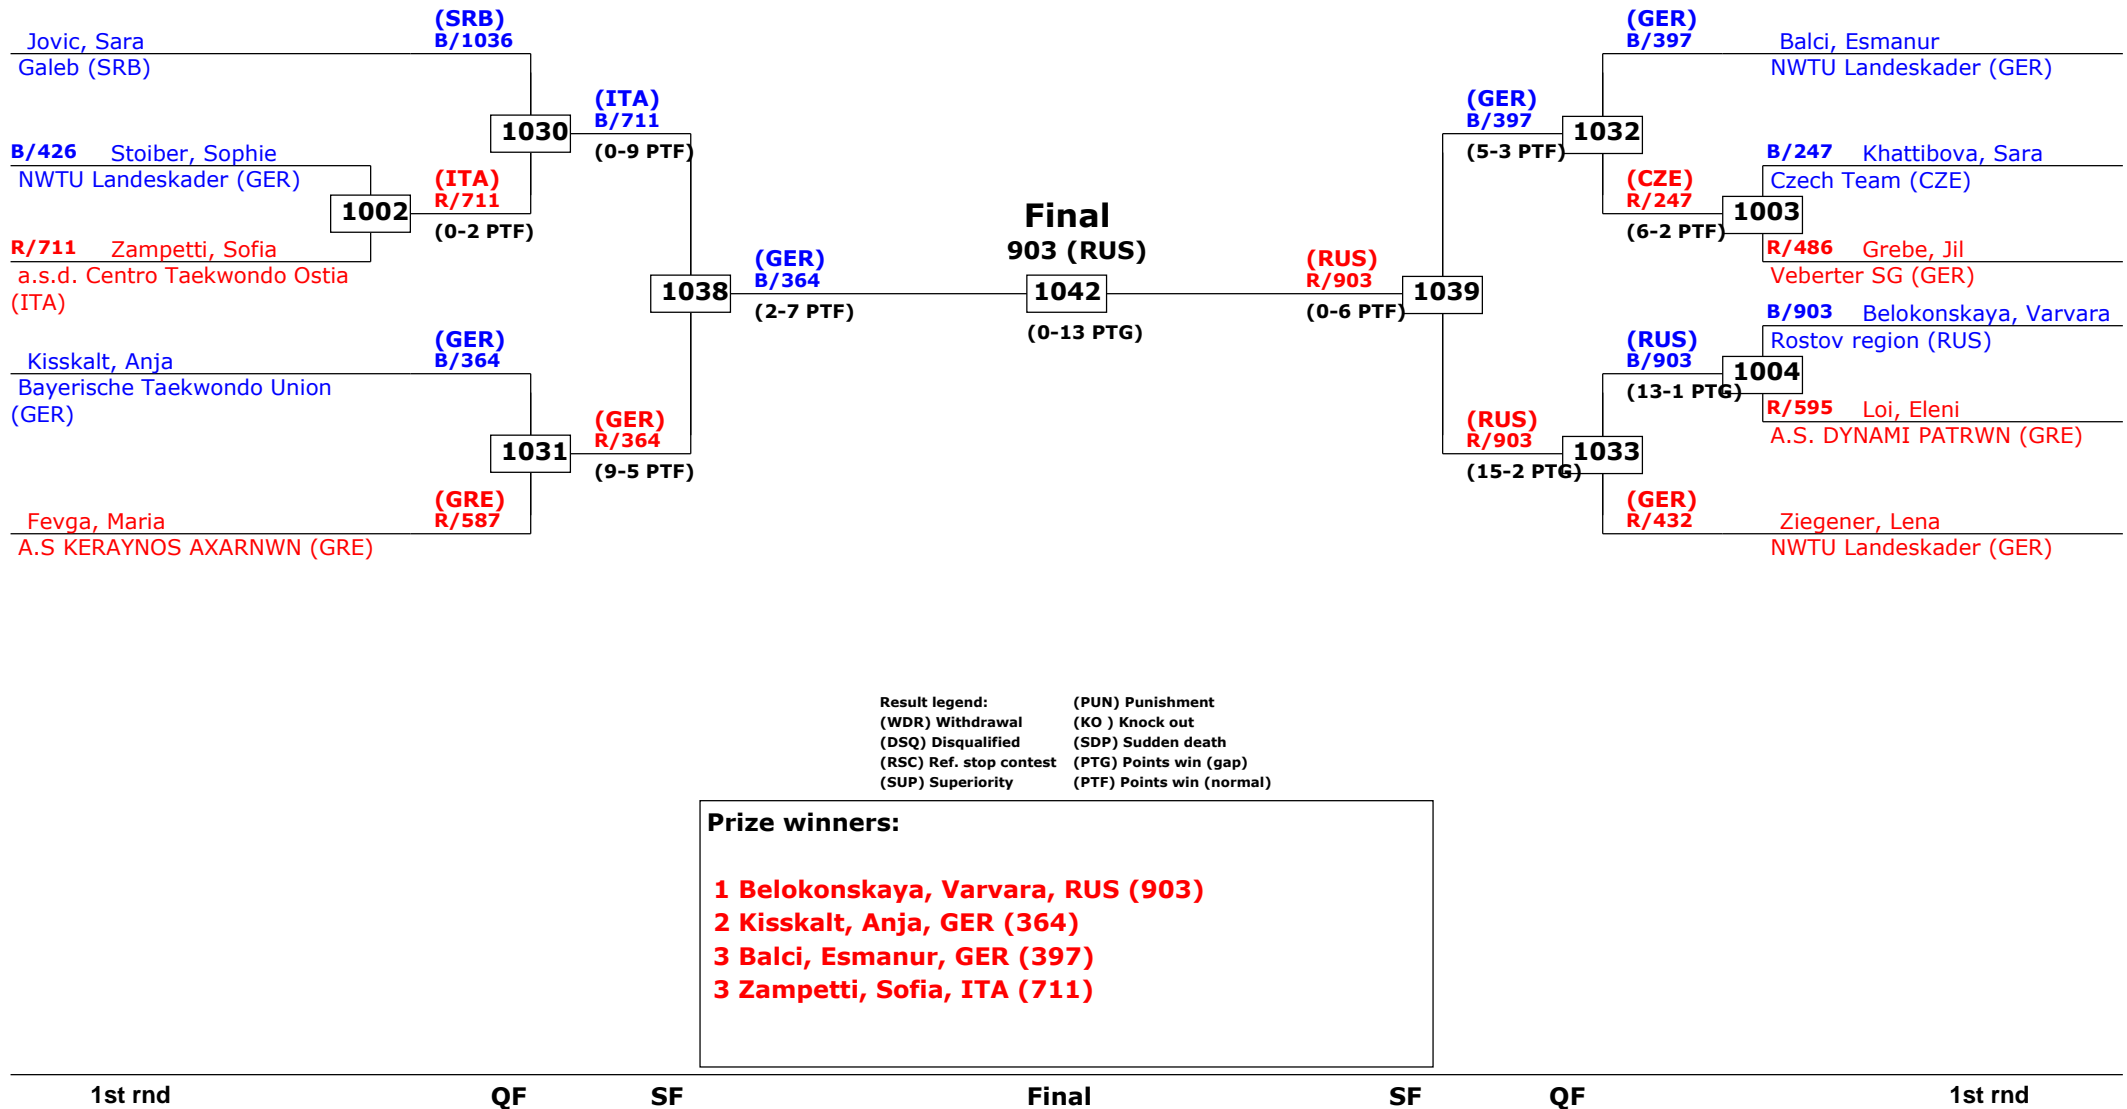 (SRB)
B/1036
Jovic, Sara
Galeb (SRB)
(ITA)
B/711
1030
(0-9 PTF)
B/426 Stoiber, Sophie
NWTU Landeskader (GER)
(ITA)
R/711
1002
(0-2 PTF)
R/711 Zampetti, Sofia
a.s.d. Centro Taekwondo Ostia
(ITA)
(GER)
B/364
1038
(2-7 PTF)
(GER)
B/364
Kisskalt, Anja
Bayerische Taekwondo Union
(GER)
(GER)
R/364
1031
(9-5 PTF)
(GRE)
R/587
Fevga, Maria
A.S KERAYNOS AXARNWN (GRE)
Final
903 (RUS)
1042
(0-13 PTG)
(GER)
B/397
Balci, Esmanur
NWTU Landeskader (GER)
(GER)
B/397
1032
(5-3 PTF)
B/247 Khattibova, Sara
Czech Team (CZE)
(CZE)
R/247
1003
(6-2 PTF)
R/486 Grebe, Jil
Veberter SG (GER)
(RUS)
R/903
1039
(0-6 PTF)
B/903 Belokonskaya, Varvara
Rostov region (RUS)
(RUS)
B/903
1004
(13-1 PTG)
R/595 Loi, Eleni
A.S. DYNAMI PATRWN (GRE)
(RUS)
R/903
1033
(15-2 PTG)
(GER)
R/432
Ziegener, Lena
NWTU Landeskader (GER)
Result legend: (PUN) Punishment
(WDR) Withdrawal (KO ) Knock out
(DSQ) Disqualified (SDP) Sudden death
(RSC) Ref. stop contest (PTG) Points win (gap)
(SUP) Superiority (PTF) Points win (normal)
Prize winners:
1 Belokonskaya, Varvara, RUS (903)
2 Kisskalt, Anja, GER (364)
3 Balci, Esmanur, GER (397)
3 Zampetti, Sofia, ITA (711)
1st rnd QF SF Final SF QF 1st rnd